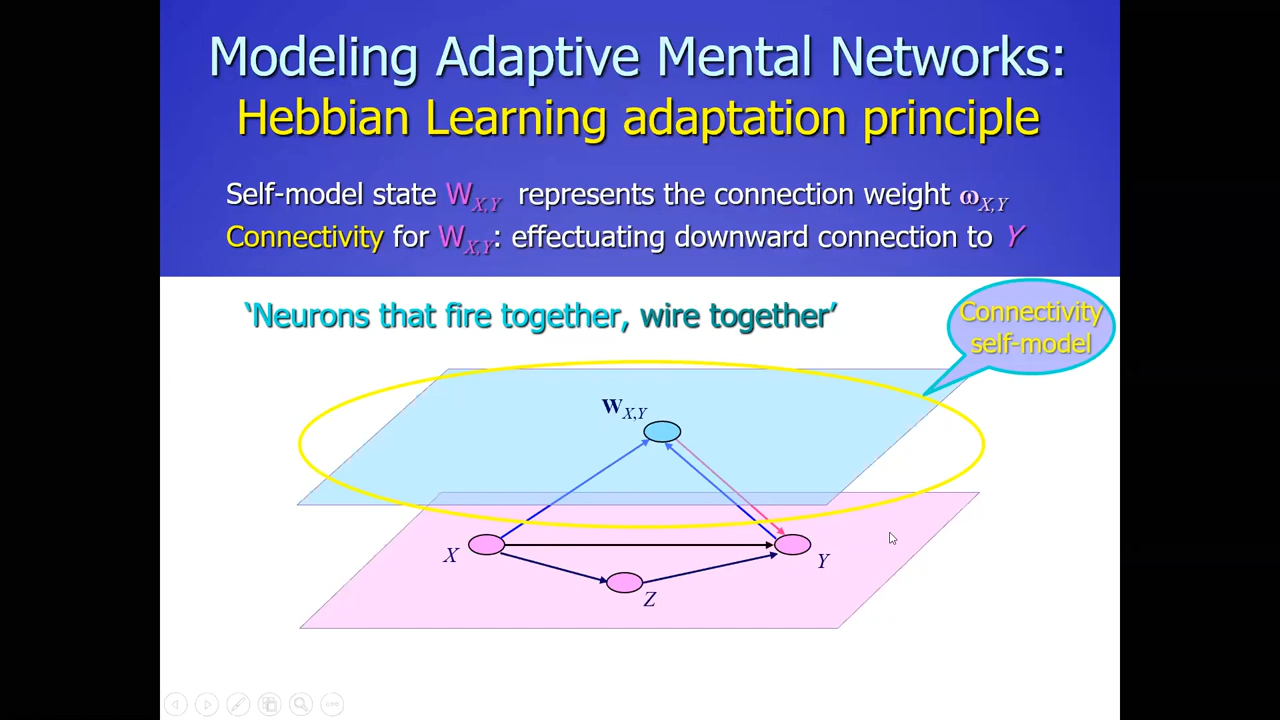 Modeling Adaptive Mental Networks:
Hebbian Learning adaptation principle
Self-model state W_X,Y represents the connection weight ω_X,Y
Connectivity for W_X,Y: effectuating downward connection to Y
‘Neurons that fire together, wire together’
Connectivity
self-model
W_X,Y
X
Y
Z